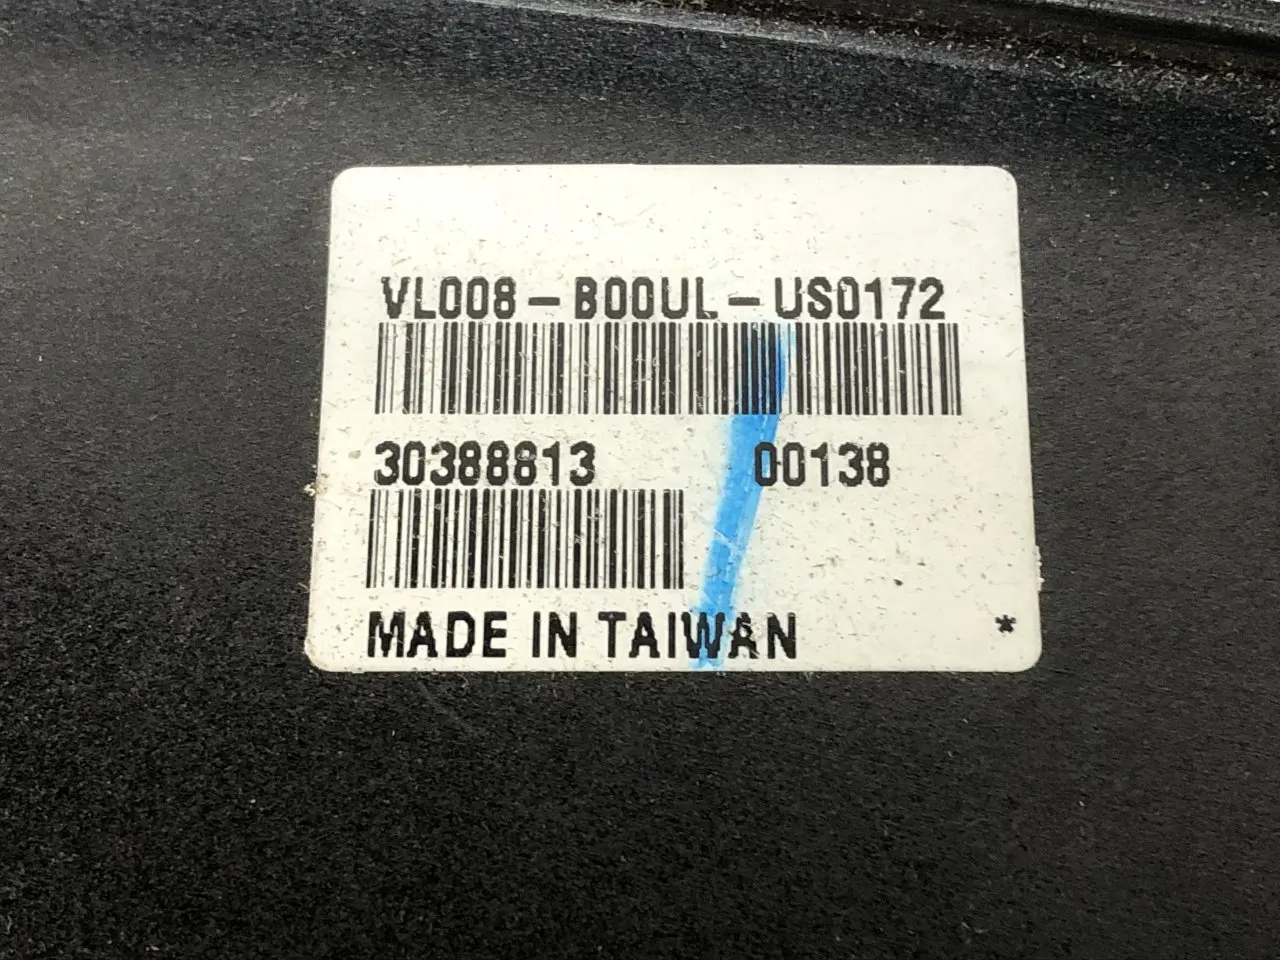 VL008-B00UL-US0172
30388813 00138
MADE IN TAIWAN *